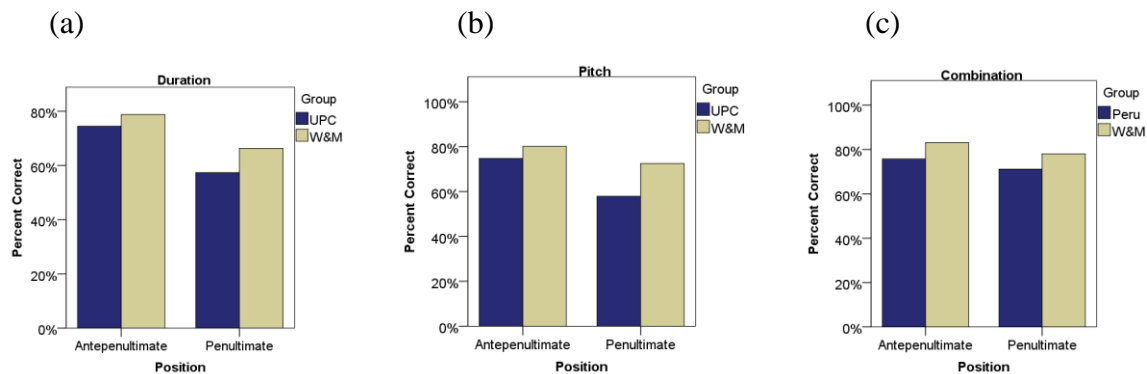 (a)
Duration
Group
UPC
W&M
Percent Correct
80%
60%
40%
20%
0%
Antepenultimate Penultimate
Position
(b)
Pitch
Group
UPC
W&M
Percent Correct
100%
80%
60%
40%
20%
0%
Antepenultimate Penultimate
Position
(c)
Combination
Group
Peru
W&M
Percent Correct
100%
80%
60%
40%
20%
0%
Antepenultimate Penultimate
Position